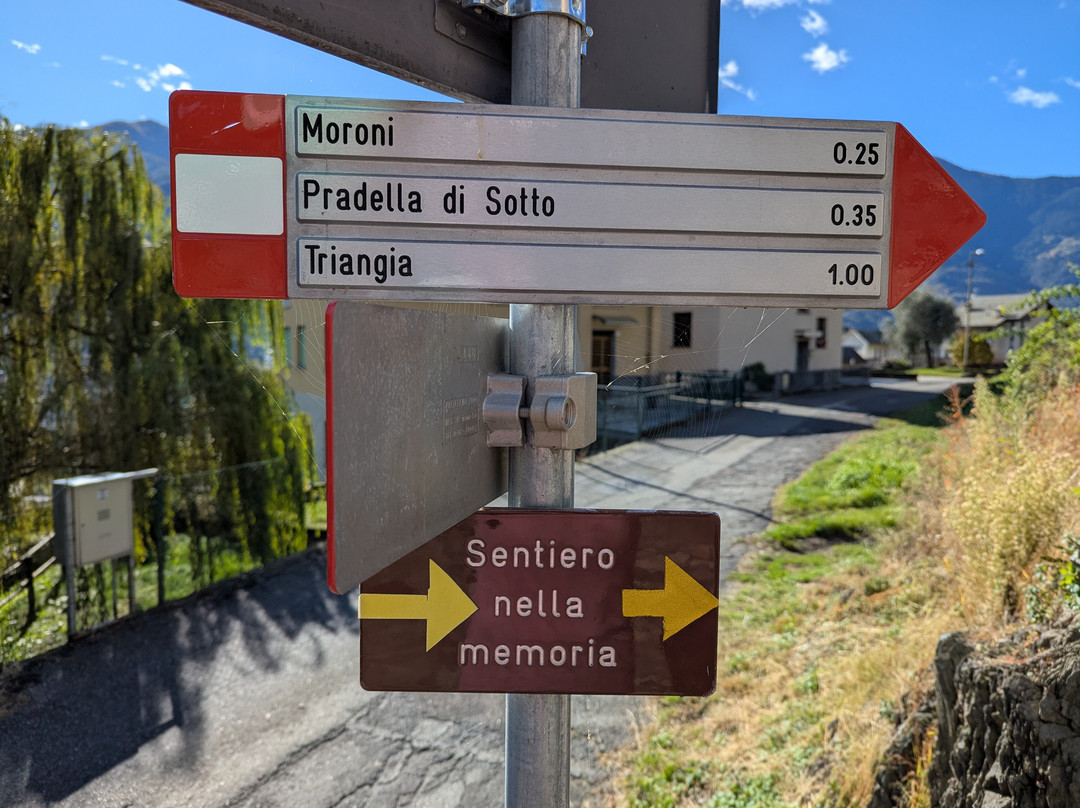 Moroni 0.25
Pradella di Sotto 0.35
Triangia 1.00
Sentiero
nella
memoria